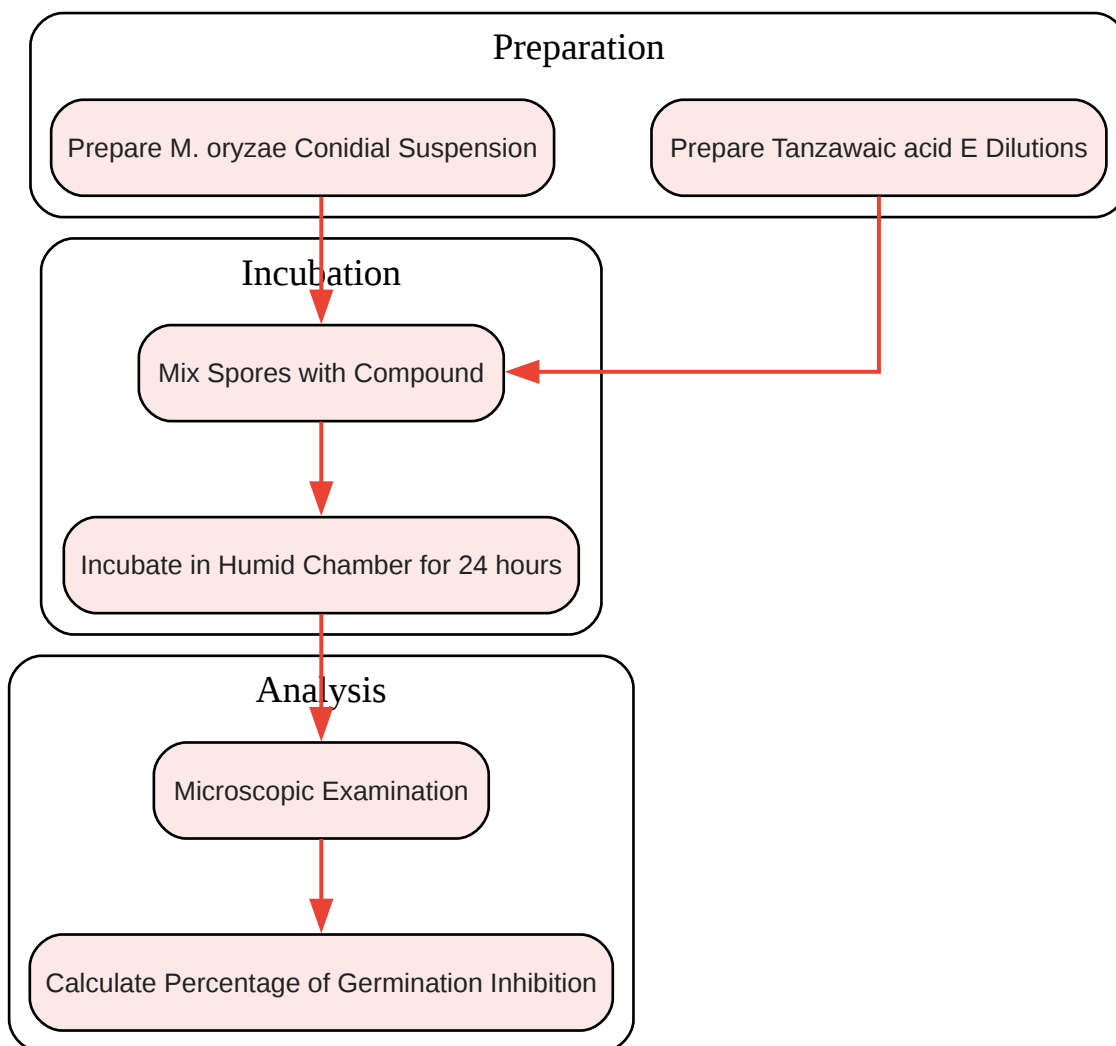 Preparation
Prepare M. oryzae Conidial Suspension
Prepare Tanzawaic acid E Dilutions
Incubation
Mix Spores with Compound
Incubate in Humid Chamber for 24 hours
Analysis
Microscopic Examination
Calculate Percentage of Germination Inhibition